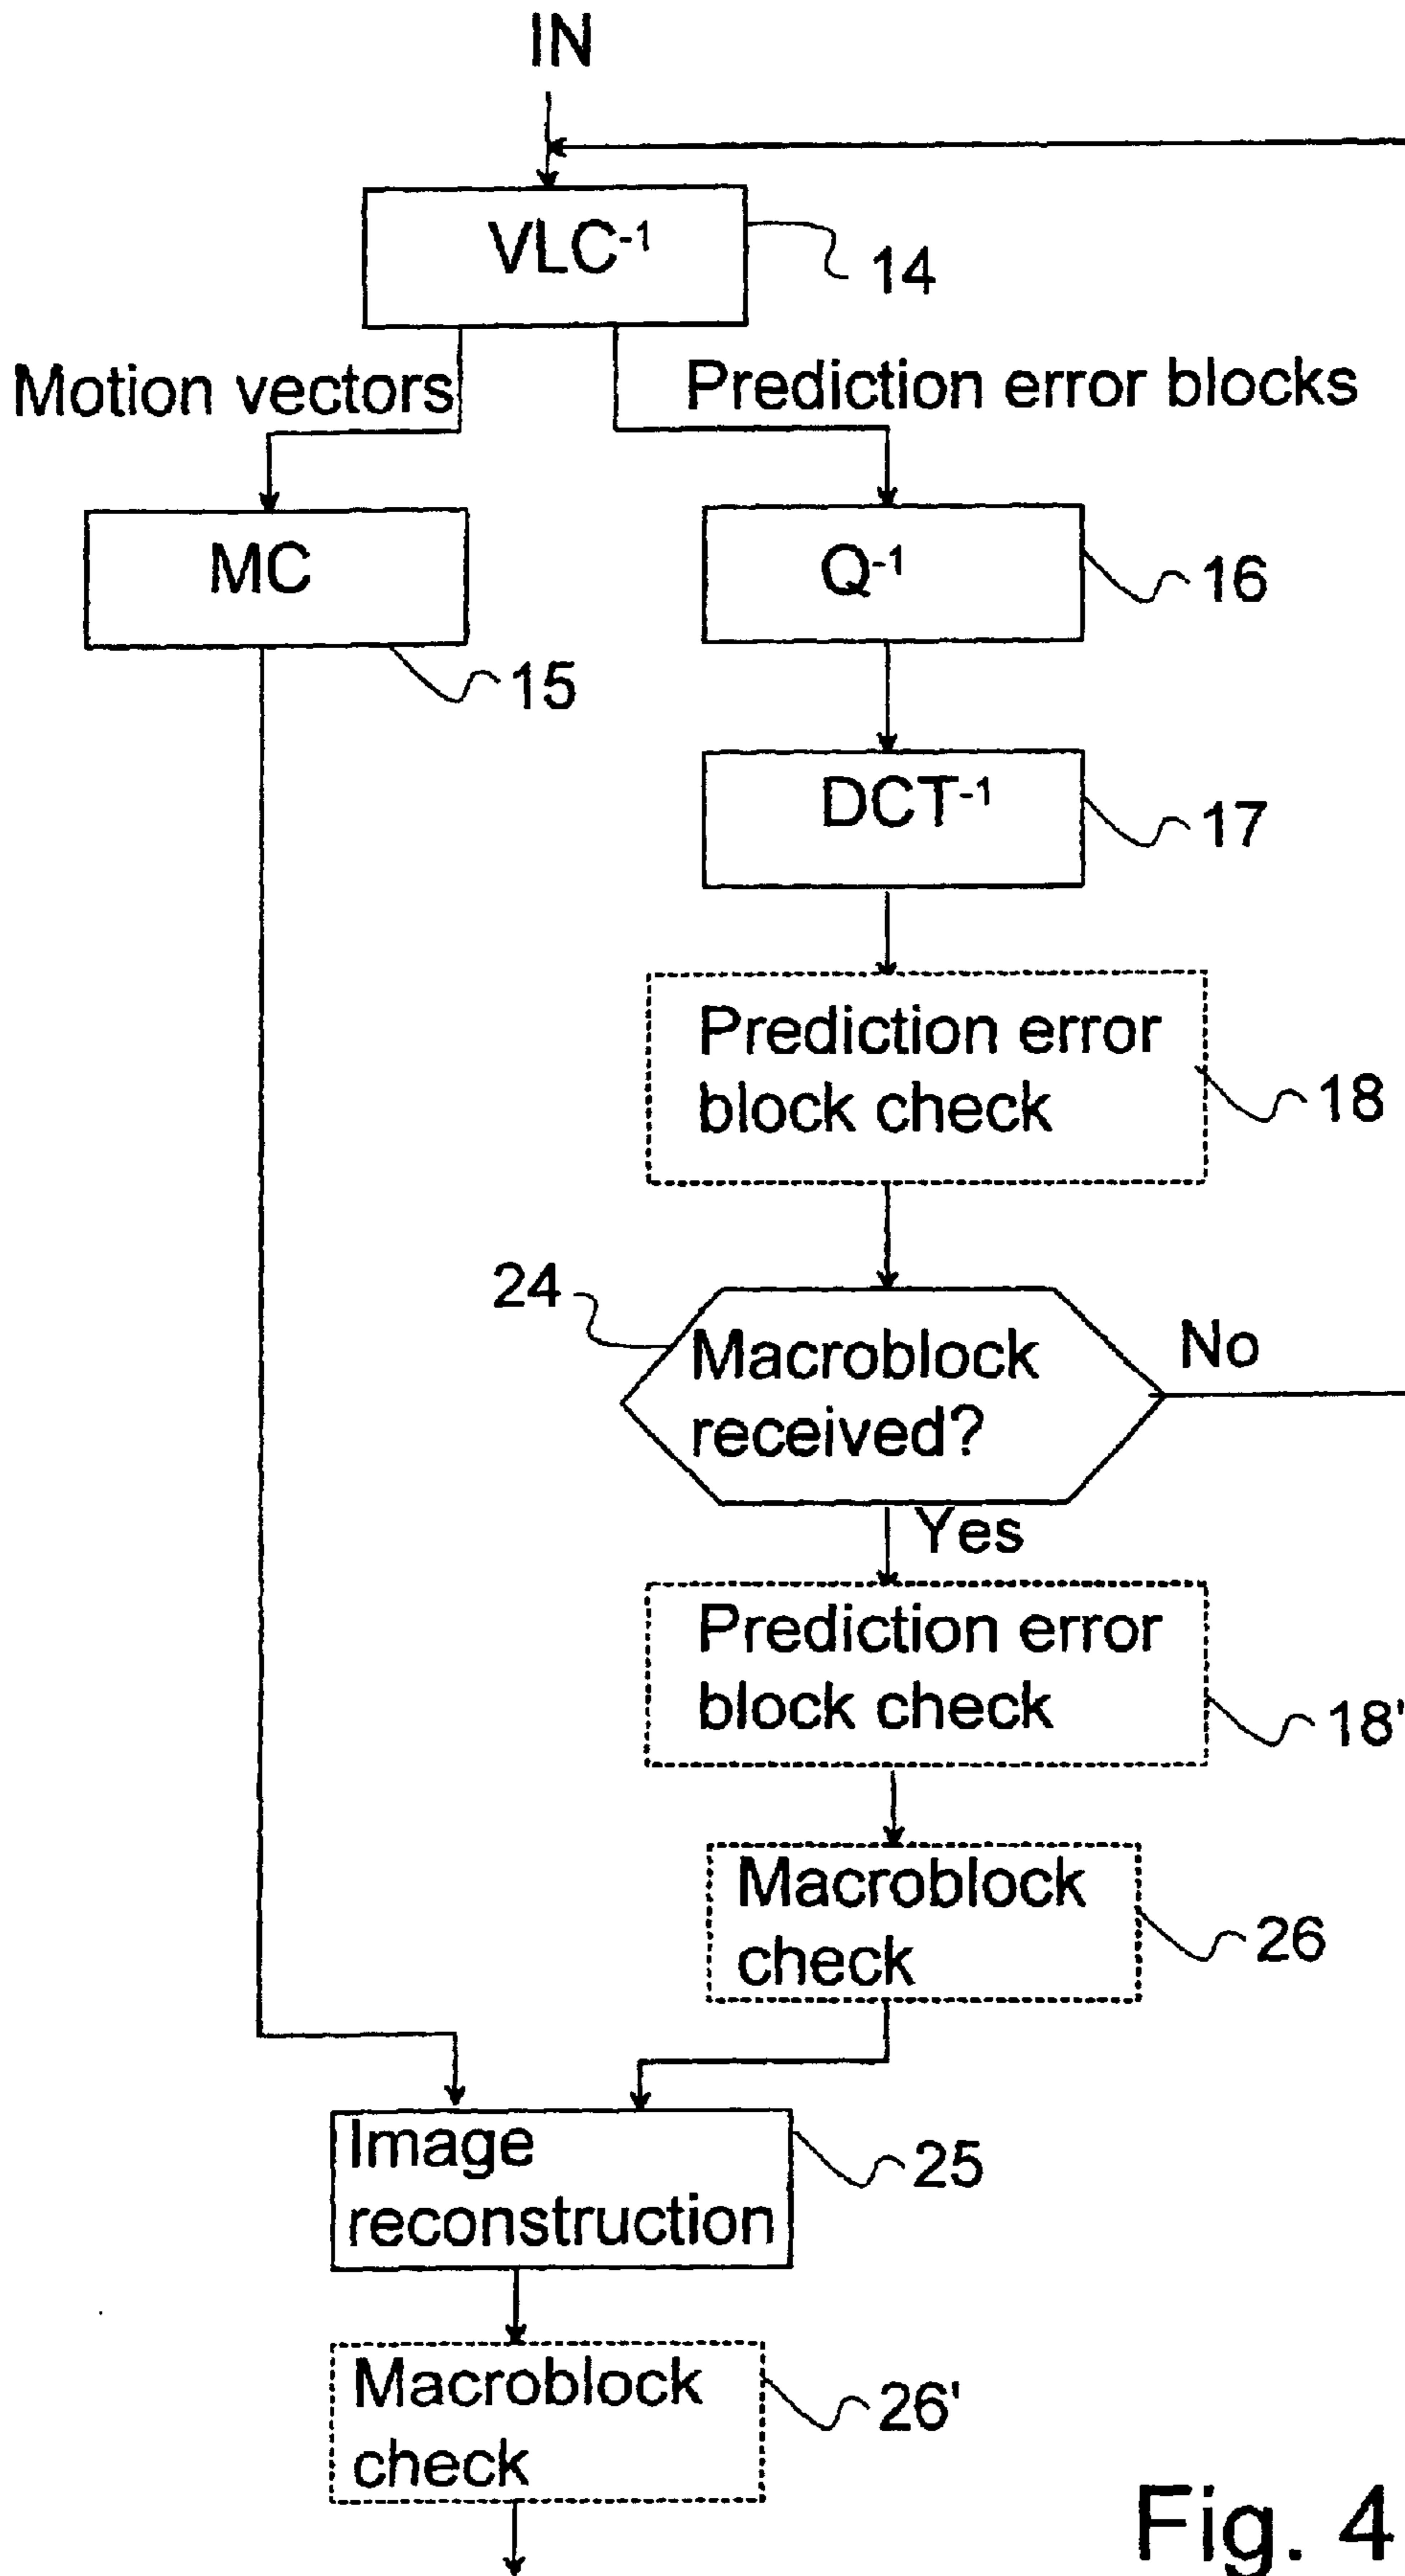 IN
VLC-1
14
Motion vectors
Prediction error blocks
MC
15
Q-1
16
DCT-1
17
Prediction error
block check
18
24
Macroblock
received?
No
Yes
Prediction error
block check
18'
Macroblock
check
26
Image
reconstruction
25
Macroblock
check
26'
Fig. 4